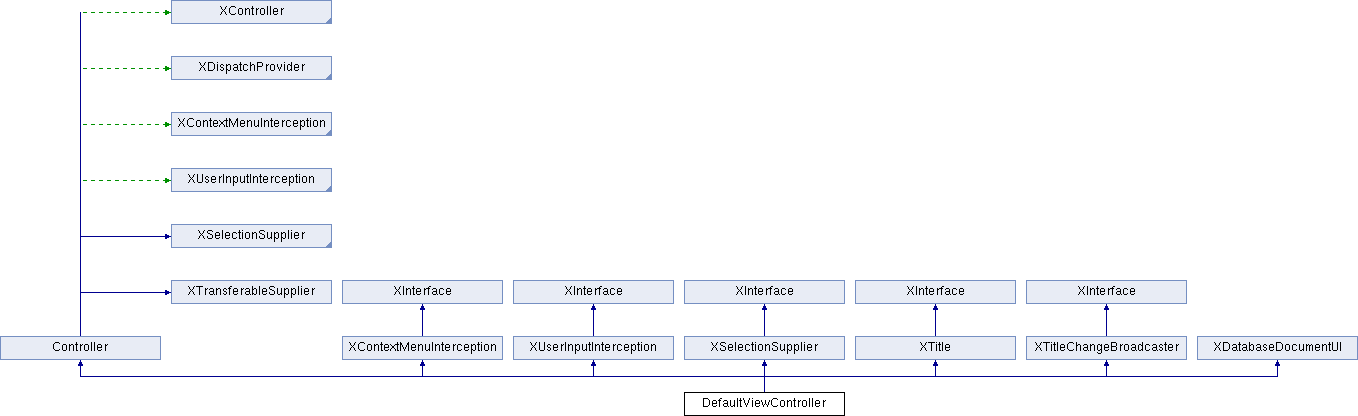 XController
XDispatchProvider
XContextMenuInterception
XUserInputInterception
XSelectionSupplier
XTransferableSupplier
XInterface
XInterface
XInterface
XInterface
XInterface
Controller
XContextMenuInterception
XUserInputInterception
XSelectionSupplier
XTitle
XTitleChangeBroadcaster
XDatabaseDocumentUI
DefaultViewController